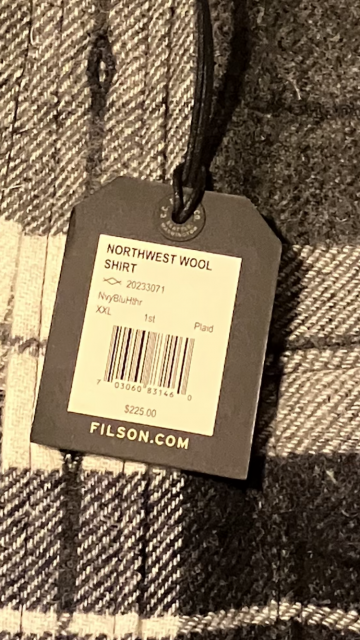 NORTHWEST WOOL
SHIRT
20233071
NvyBluHthr
XXL 1st Plaid
7 03060 83146 0
$225.00
FILSON.COM